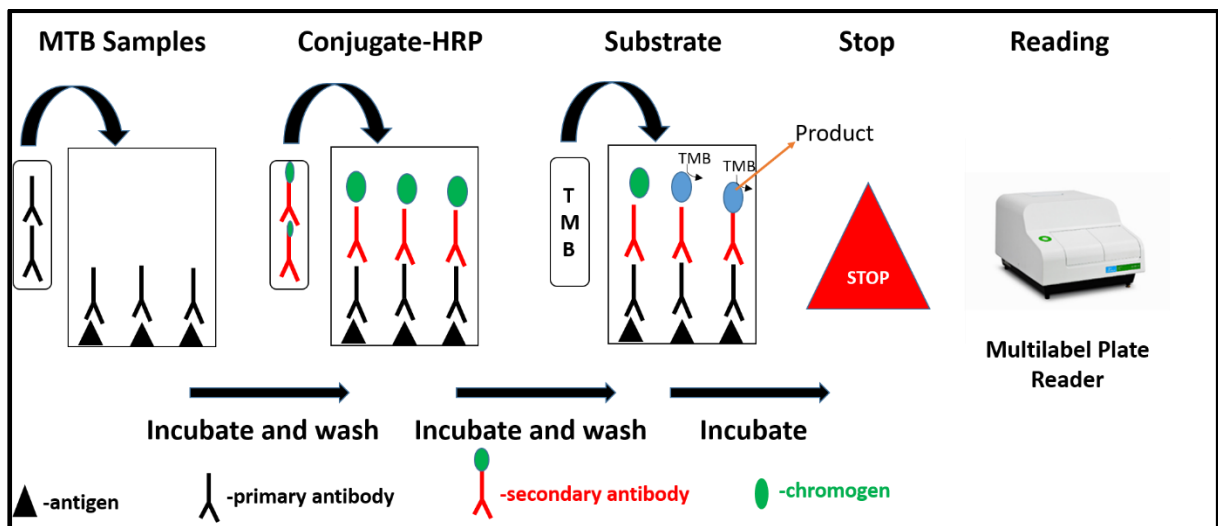 MTB Samples
Conjugate-HRP
Substrate
Stop
Reading
Product
TMB
TMB
T
M
B
STOP
Multilabel Plate
Reader
Incubate and wash
Incubate and wash
Incubate
-antigen
-primary antibody
-secondary antibody
-chromogen